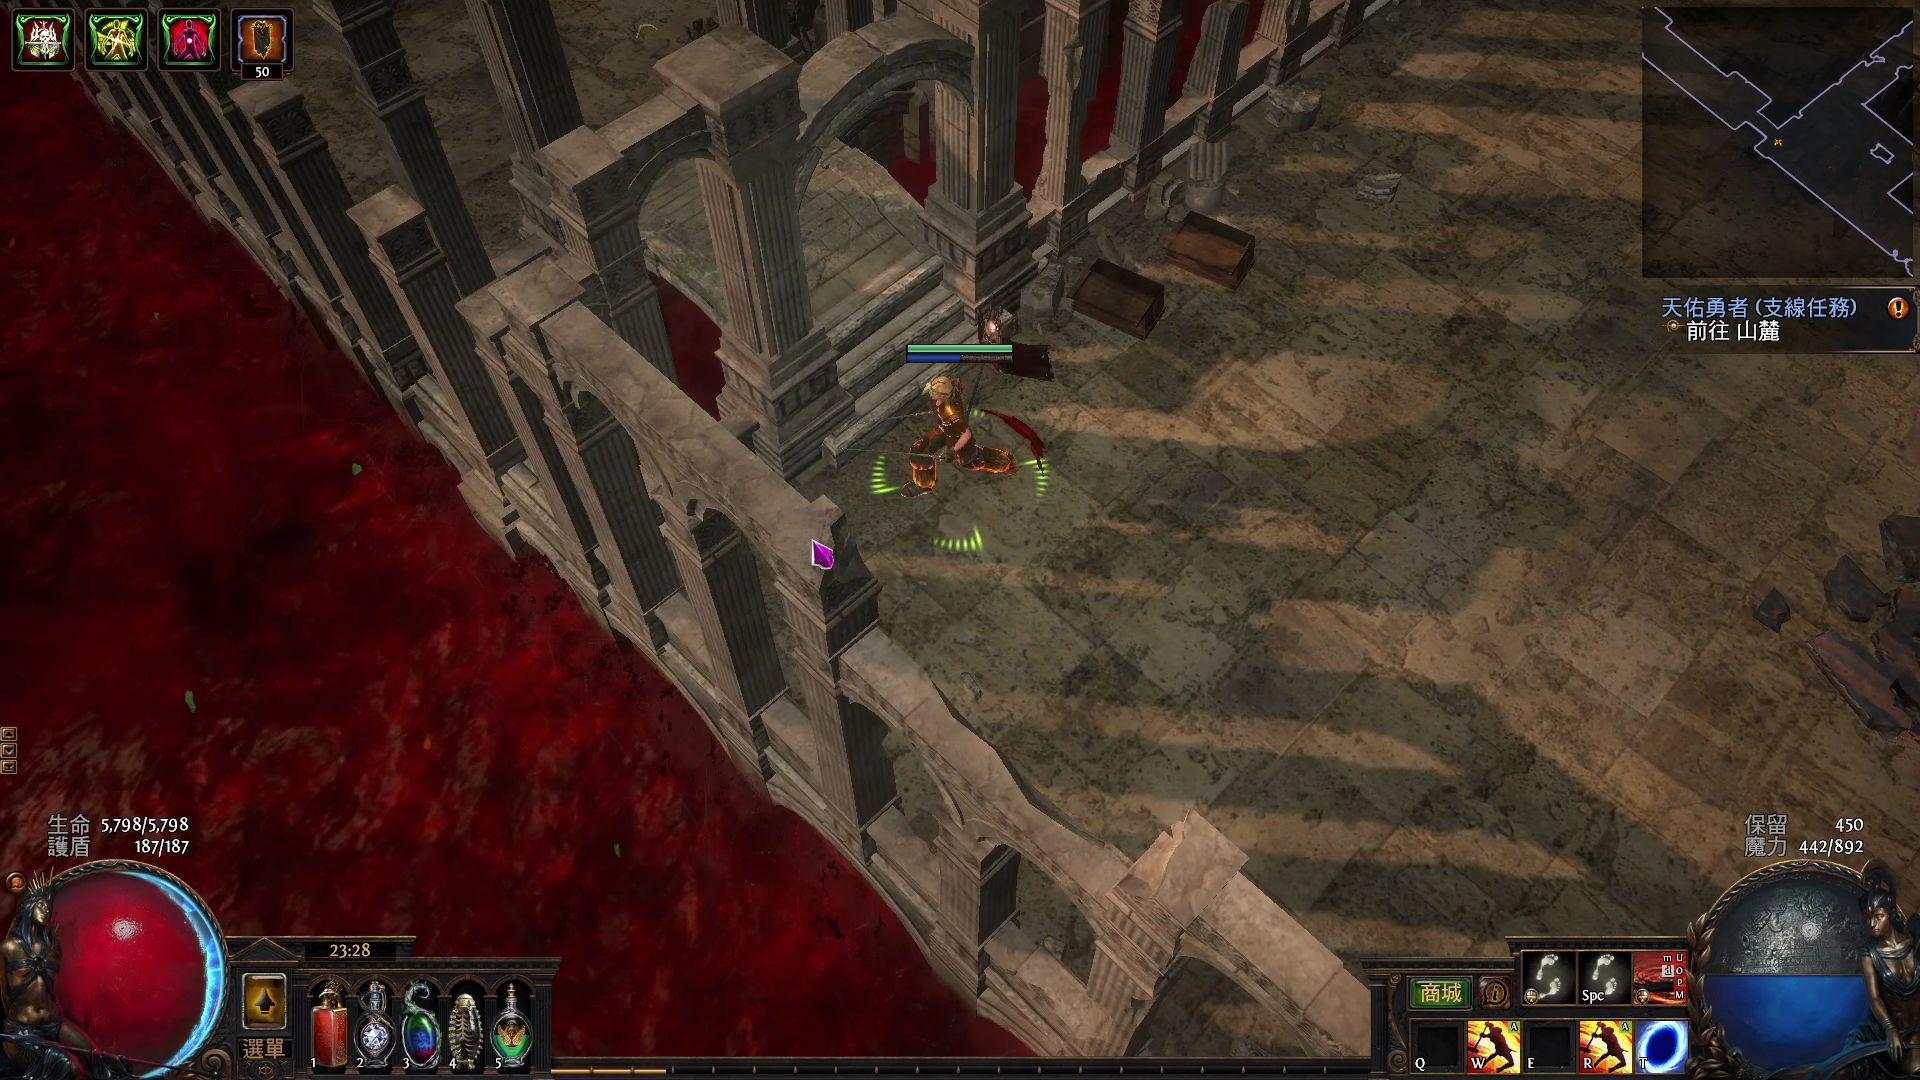 50
天佑勇者 (支線任務)
前往 山麓
生命 5,798/5,798
護盾 187/187
保留 450
魔力 442/892
23:28
選單
1 2 3 4 5
商城
Spc
m U
d O
P
M
Q W A E R A T